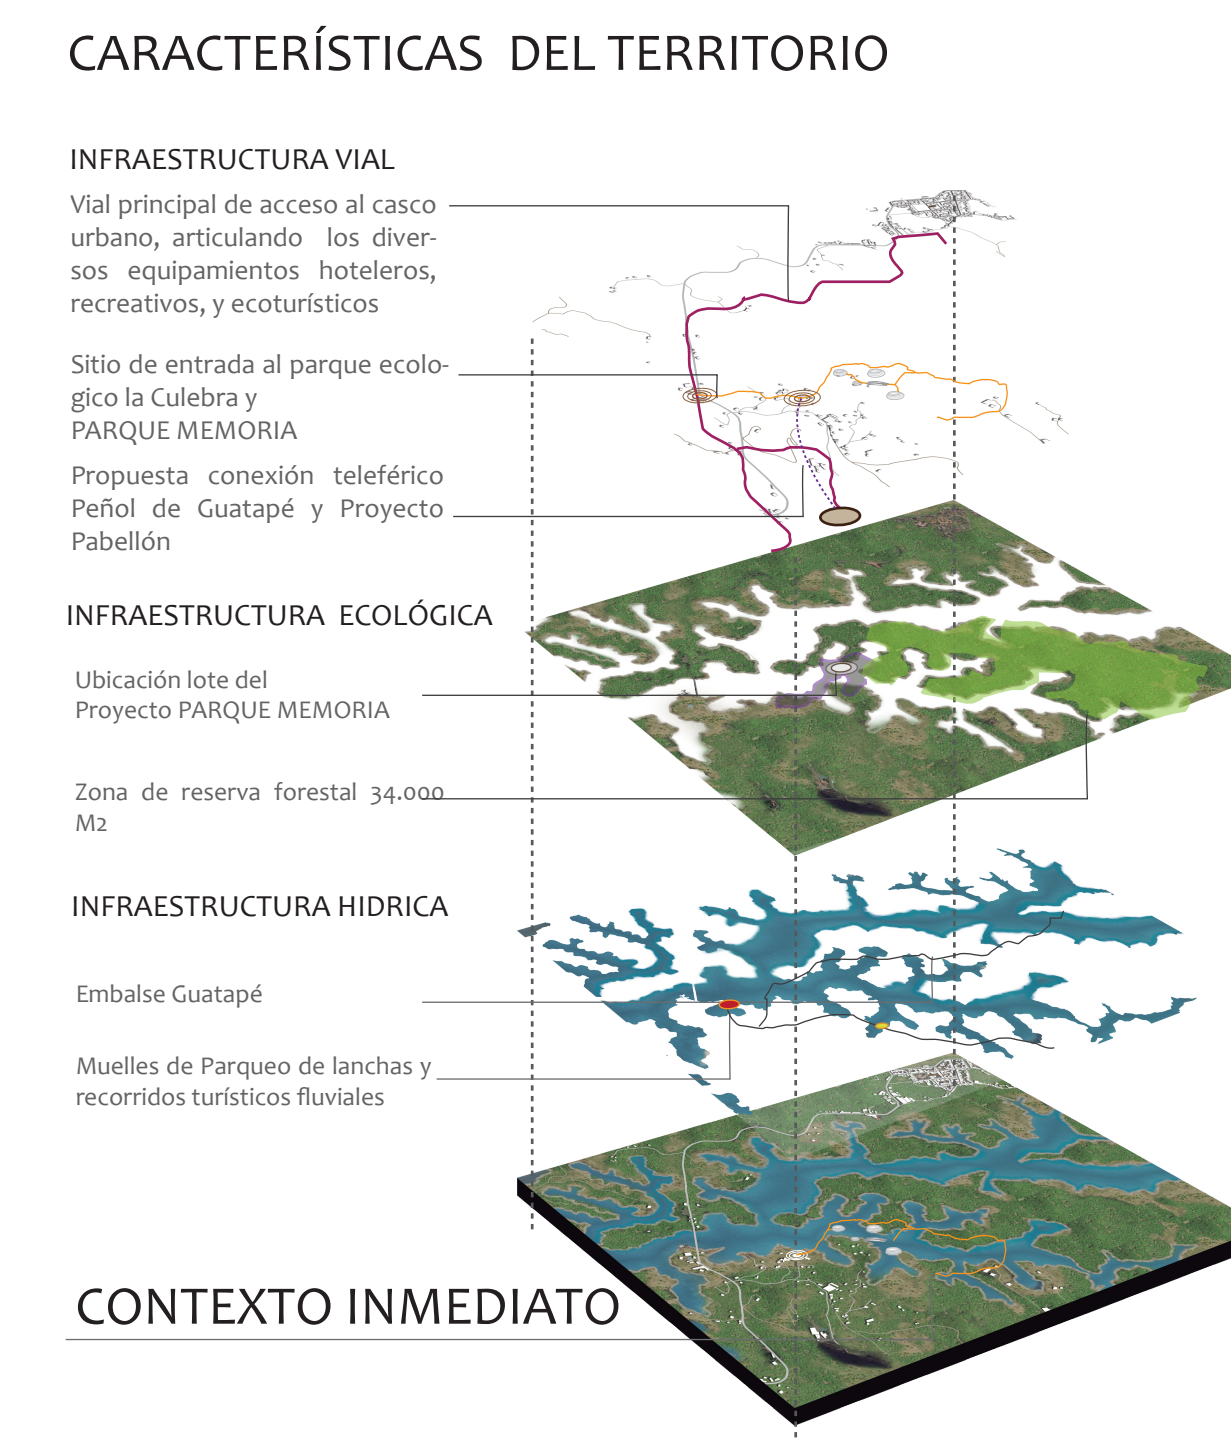 CARACTERÍSTICAS DEL TERRITORIO
INFRAESTRUCTURA VIAL
Vial principal de acceso al casco
urbano, articulando los diver-
sos equipamientos hoteleros,
recreativos, y ecoturísticos
Sitio de entrada al parque ecolo-
gico la Culebra y
PARQUE MEMORIA
Propuesta conexión teleférico
Peñol de Guatapé y Proyecto
Pabellón
INFRAESTRUCTURA ECOLÓGICA
Ubicación lote del
Proyecto PARQUE MEMORIA
Zona de reserva forestal 34.000
M2
INFRAESTRUCTURA HIDRICA
Embalse Guatapé
Muelles de Parqueo de lanchas y
recorridos turísticos fluviales
CONTEXTO INMEDIATO